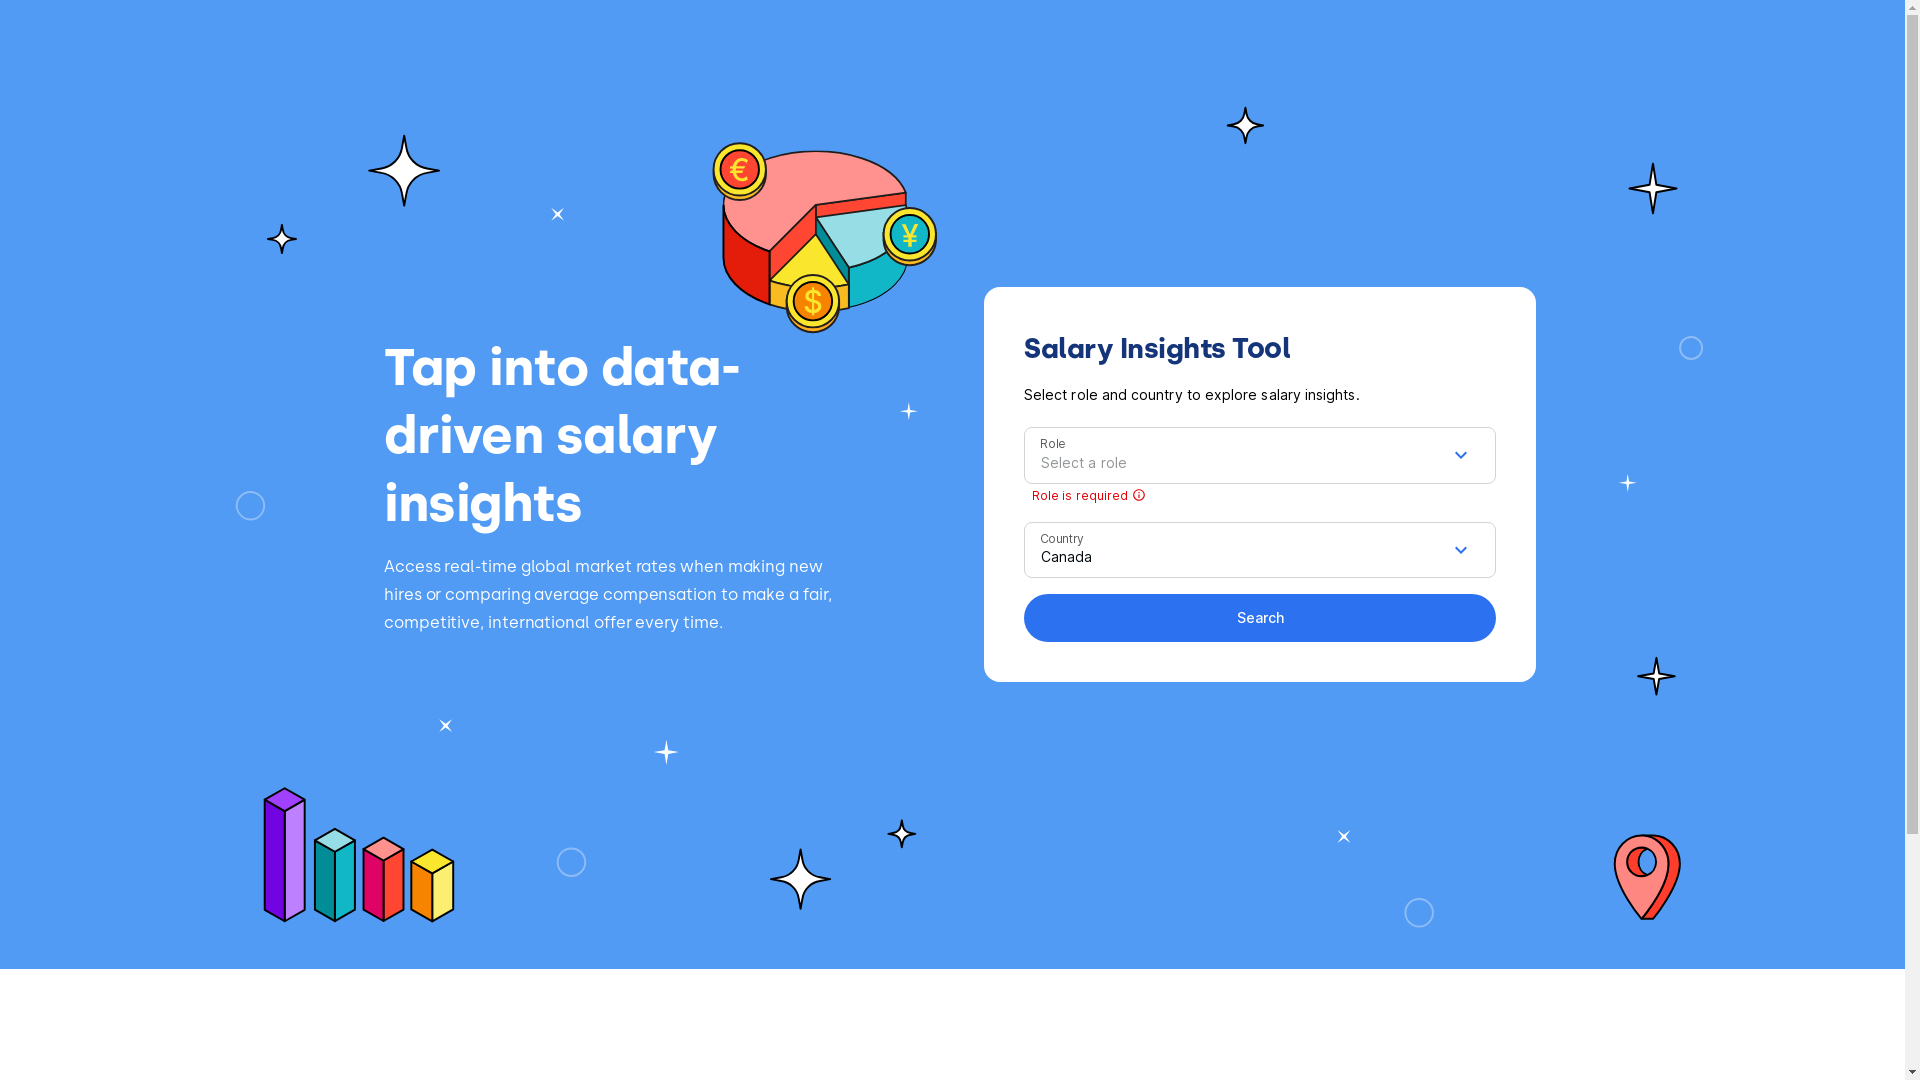 €
¥
$
Tap into data-
driven salary
insights
Access real-time global market rates when making new
hires or comparing average compensation to make a fair,
competitive, international offer every time.
Salary Insights Tool
Select role and country to explore salary insights.
Role
Select a role
Role is required
Country
Canada
Search